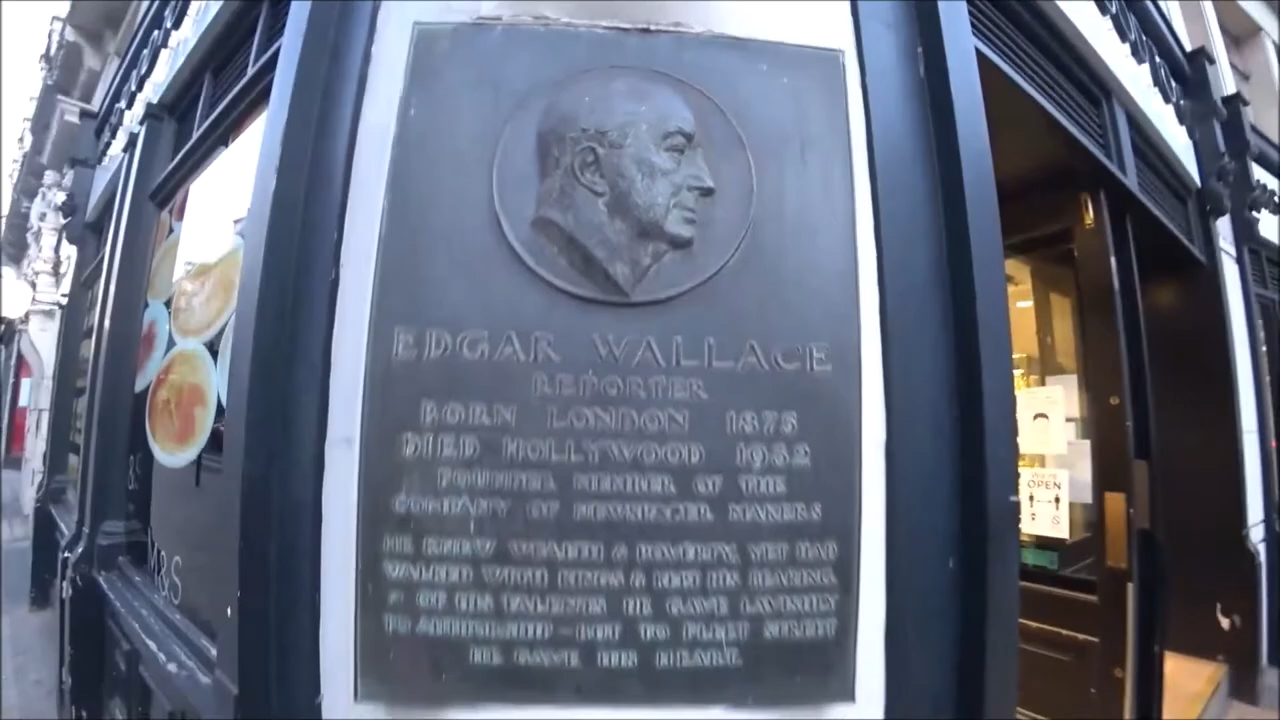 EDGAR WALLACE
REPORTER
BORN LONDON 1875
DIED HOLLYWOOD 1932
FOUNDER MEMBER OF THE
COMPANY OF NEWSPAPER MAKERS
HE KNEW WEALTH & POVERTY, YET HAD
WALKED WITH KINGS & KEPT HIS BEARING.
OF HIS TALENTS HE GAVE LAVISHLY
TO AUTHORSHIP – BUT TO FLEET STREET
HE GAVE HIS HEART.
M&S
OPEN